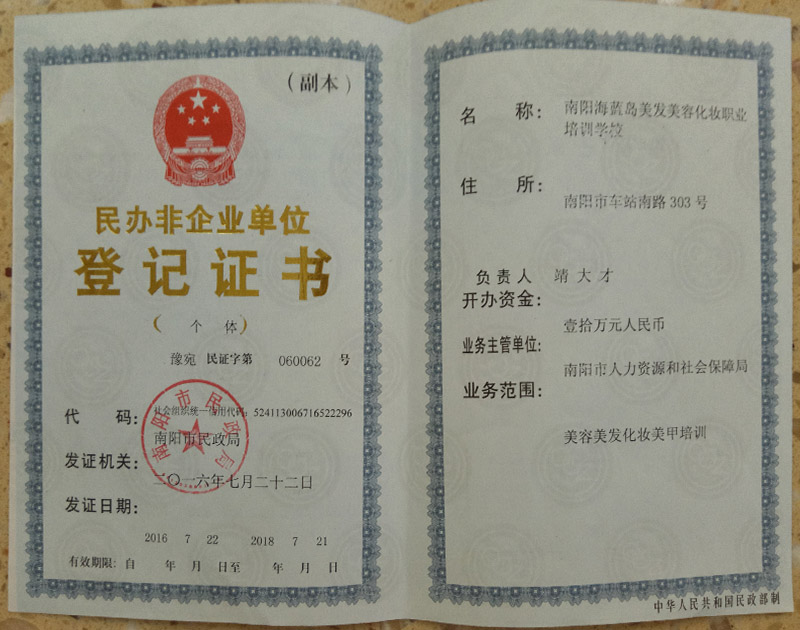 （副本）
民办非企业单位
登记证书
（个体）
豫宛 民证字第 060062 号
代码：社会组织统一信用代码：524113006716522296
南阳市民政局
发证机关：
二〇一六年七月二十二日
发证日期：
2016 7 22 2018 7 21
有效期限：自 年 月 日至 年 月 日
南阳市民政局
名称：南阳海蓝岛美发美容化妆职业
培训学校
住所：
南阳市车站南路303号
负责人 靖大才
开办资金：
壹拾万元人民币
业务主管单位：
南阳市人力资源和社会保障局
业务范围：
美容美发化妆美甲培训
中华人民共和国民政部制